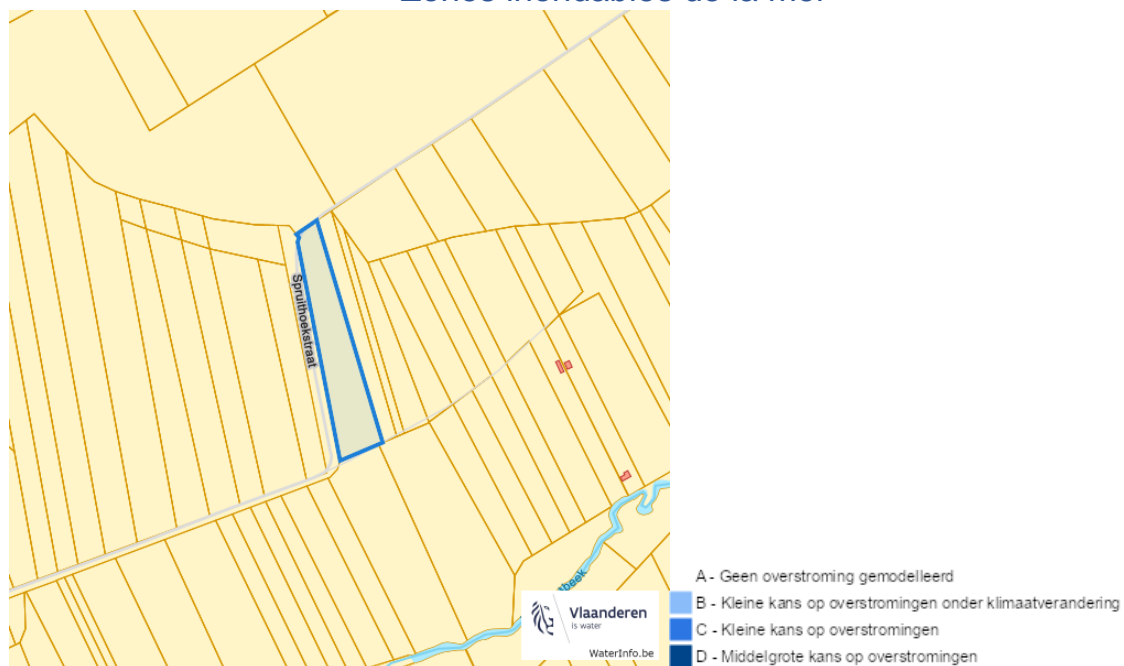 Spruithoekstraat
beek
Vlaanderen
is water
WaterInfo.be
A - Geen overstroming gemodelleerd
B - Kleine kans op overstromingen onder klimaatverandering
C - Kleine kans op overstromingen
D - Middelgrote kans op overstromingen